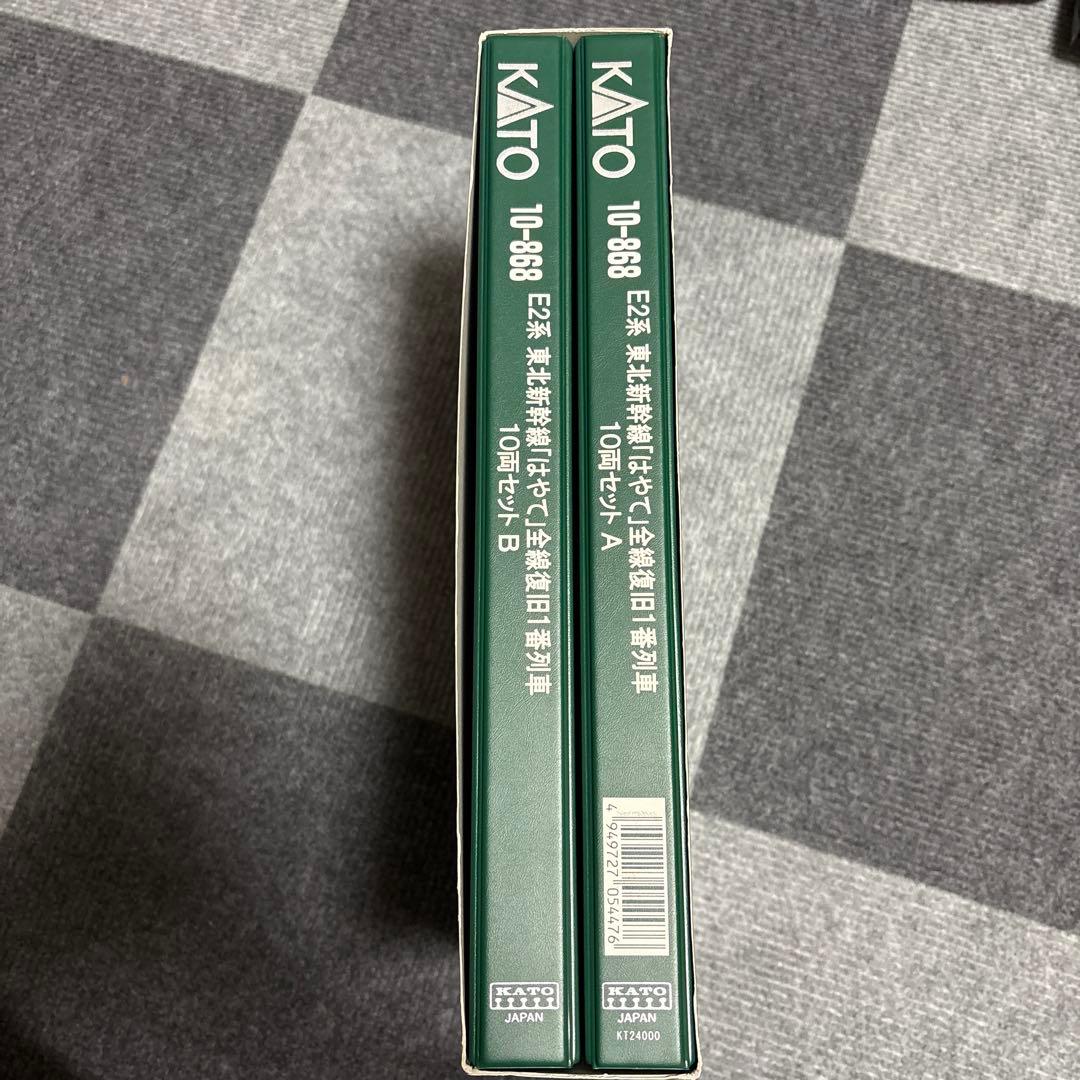 KATO
10-868
E2系 東北新幹線「はやて」全線復旧1番列車
10両セット B
KATO
JAPAN
KATO
10-868
E2系 東北新幹線「はやて」全線復旧1番列車
10両セット A
4 949727 054476
KATO
JAPAN
KT24000